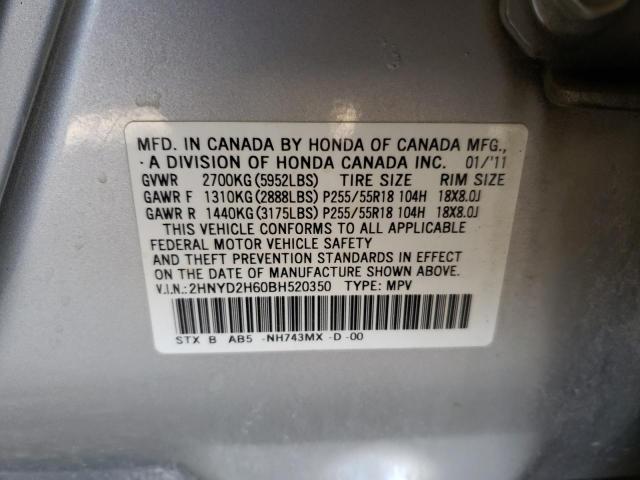 MFD. IN CANADA BY HONDA OF CANADA MFG.,
A DIVISION OF HONDA CANADA INC. 01/'11
GVWR 2700KG (5952LBS) TIRE SIZE RIM SIZE
GAWR F 1310KG (2888LBS) P255/55R18 104H 18X8.0J
GAWR R 1440KG (3175LBS) P255/55R18 104H 18X8.0J
THIS VEHICLE CONFORMS TO ALL APPLICABLE
FEDERAL MOTOR VEHICLE SAFETY
AND THEFT PREVENTION STANDARDS IN EFFECT
ON THE DATE OF MANUFACTURE SHOWN ABOVE.
V.I.N.: 2HNYD2H60BH520350 TYPE: MPV
STX B AB5 -NH743MX -D -00